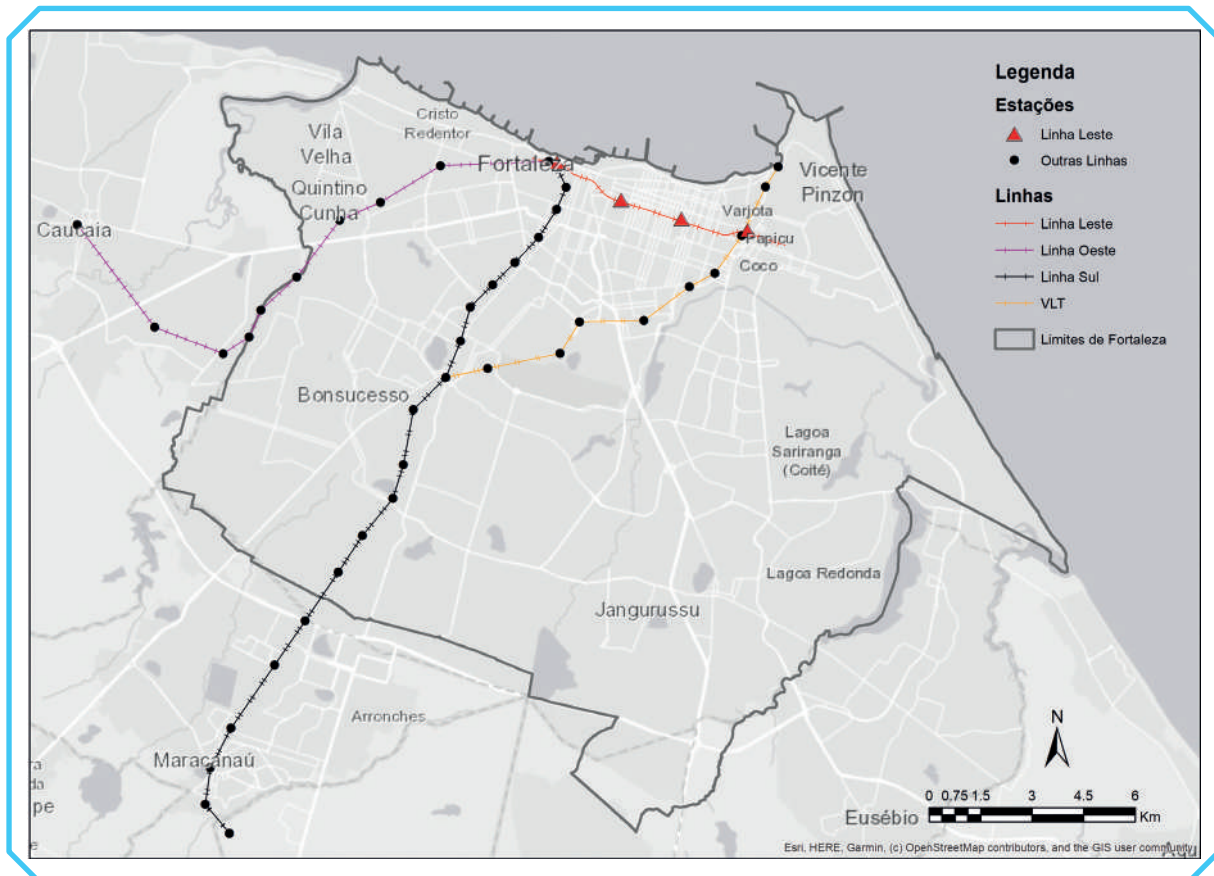 Legenda
Estações
Linha Leste
Outras Linhas
Linhas
Linha Leste
Linha Oeste
Linha Sul
VLT
Limites de Fortaleza
Cristo
Redentor
Vila
Velha
Fortaleza
Quintino
Cunha
Caucaia
Vicente
Pinzon
Varjota
Papicu
Coco
Bonsucesso
Lagoa
Sariranga
(Coité)
Lagoa Redonda
Jangurussu
Arronches
Maracanaú
ra
da
pe
e
Eusébio
N
0 0.75 1.5 3 4.5 6
Km
Esri, HERE, Garmin, (c) OpenStreetMap contributors, and the GIS user community